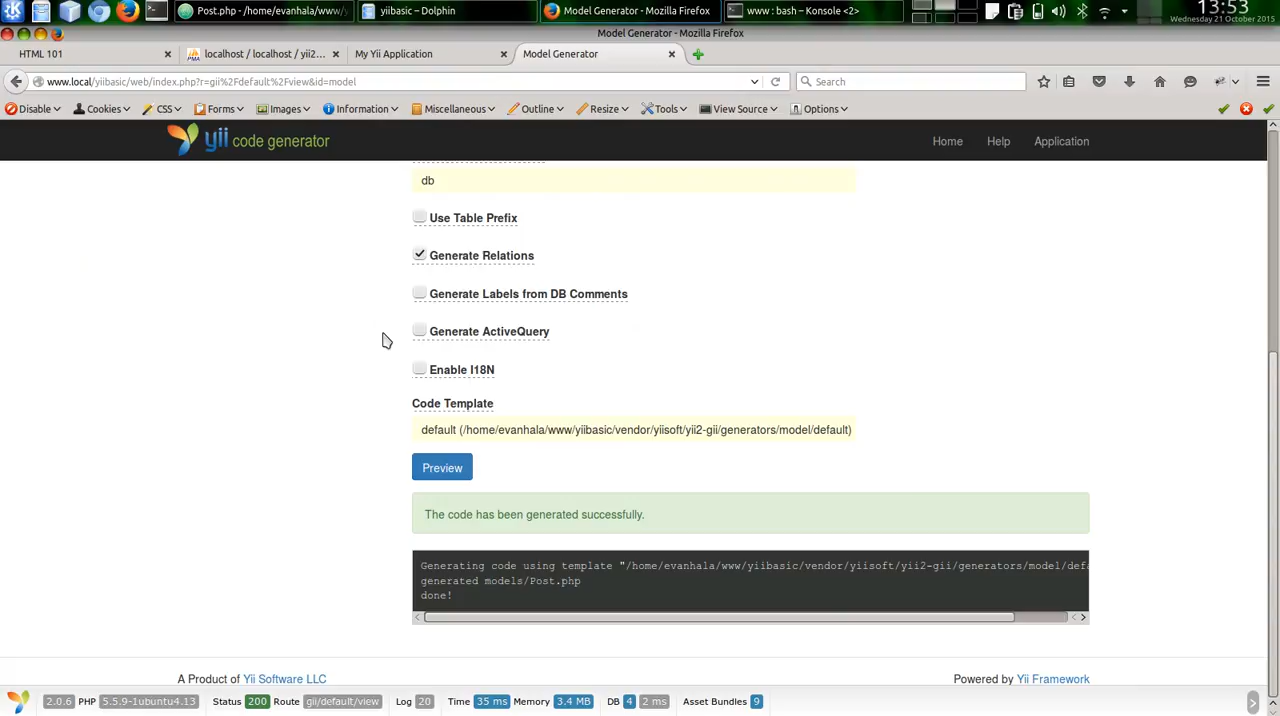 Post.php - /home/evanhala/www/y
yiibasic – Dolphin
Model Generator - Mozilla Firefox
www : bash – Konsole <2>
13:53
Wednesday 21 October 2015
Model Generator - Mozilla Firefox
HTML 101
localhost / localhost / yii2...
My Yii Application
Model Generator
www.local/yiibasic/web/index.php?r=gii%2Fdefault%2Fview&id=model
Search
Disable
Cookies
CSS
Forms
Images
Information
Miscellaneous
Outline
Resize
Tools
View Source
Options
yii code generator
Home
Help
Application
db
Use Table Prefix
Generate Relations
Generate Labels from DB Comments
Generate ActiveQuery
Enable I18N
Code Template
default (/home/evanhala/www/yiibasic/vendor/yiisoft/yii2-gii/generators/model/default)
Preview
The code has been generated successfully.
Generating code using template "/home/evanhala/www/yiibasic/vendor/yiisoft/yii2-gii/generators/model/defa
generated models/Post.php
done!
A Product of Yii Software LLC
Powered by Yii Framework
2.0.6 PHP 5.5.9-1ubuntu4.13 Status 200 Route gii/default/view Log 20 Time 35 ms Memory 3.4 MB DB 4 2 ms Asset Bundles 9